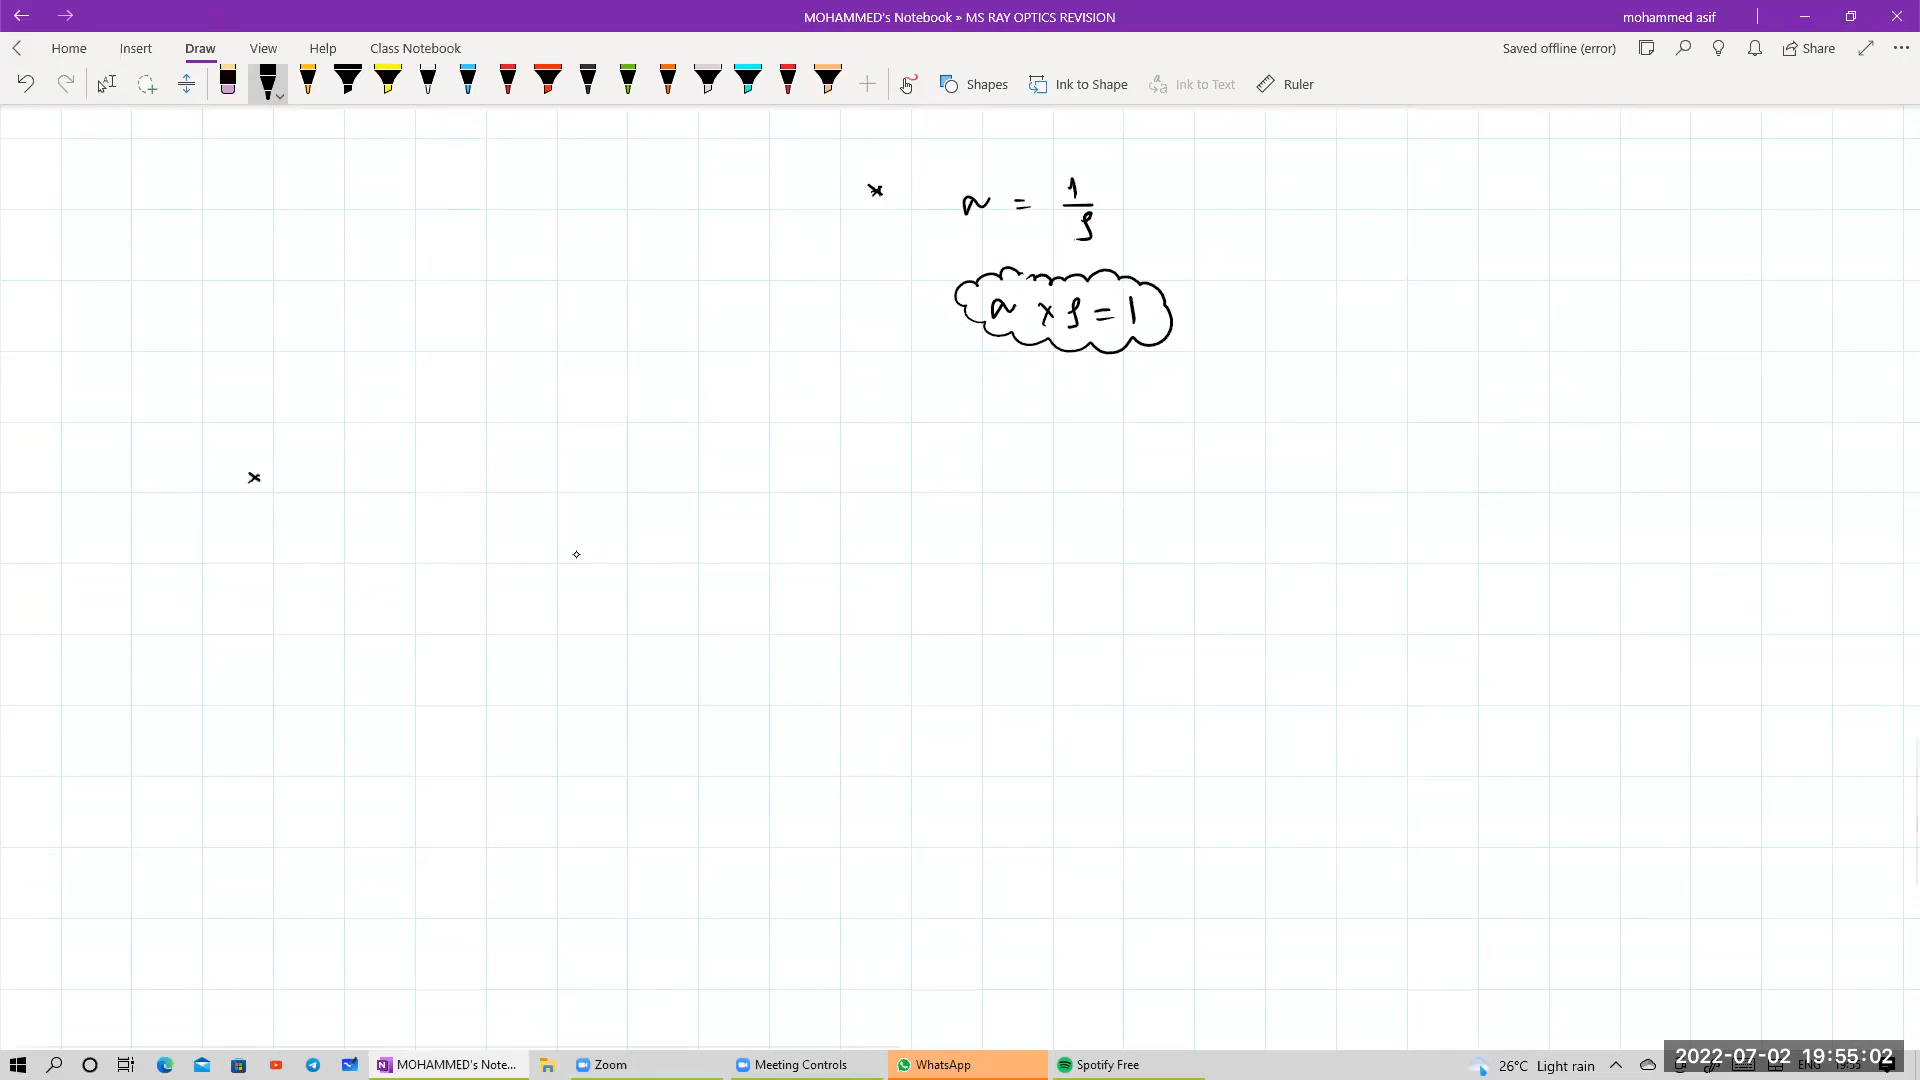 MOHAMMED's Notebook » MS RAY OPTICS REVISION
mohammed asif
Home Insert Draw View Help Class Notebook
Saved offline (error)
Share
Shapes
Ink to Shape
Ink to Text
Ruler
* σ = 1/ρ
σ × ρ = 1
×
MOHAMMED's Note...
Zoom
Meeting Controls
WhatsApp
Spotify Free
26°C Light rain
ENG
2022-07-02 19:55:02